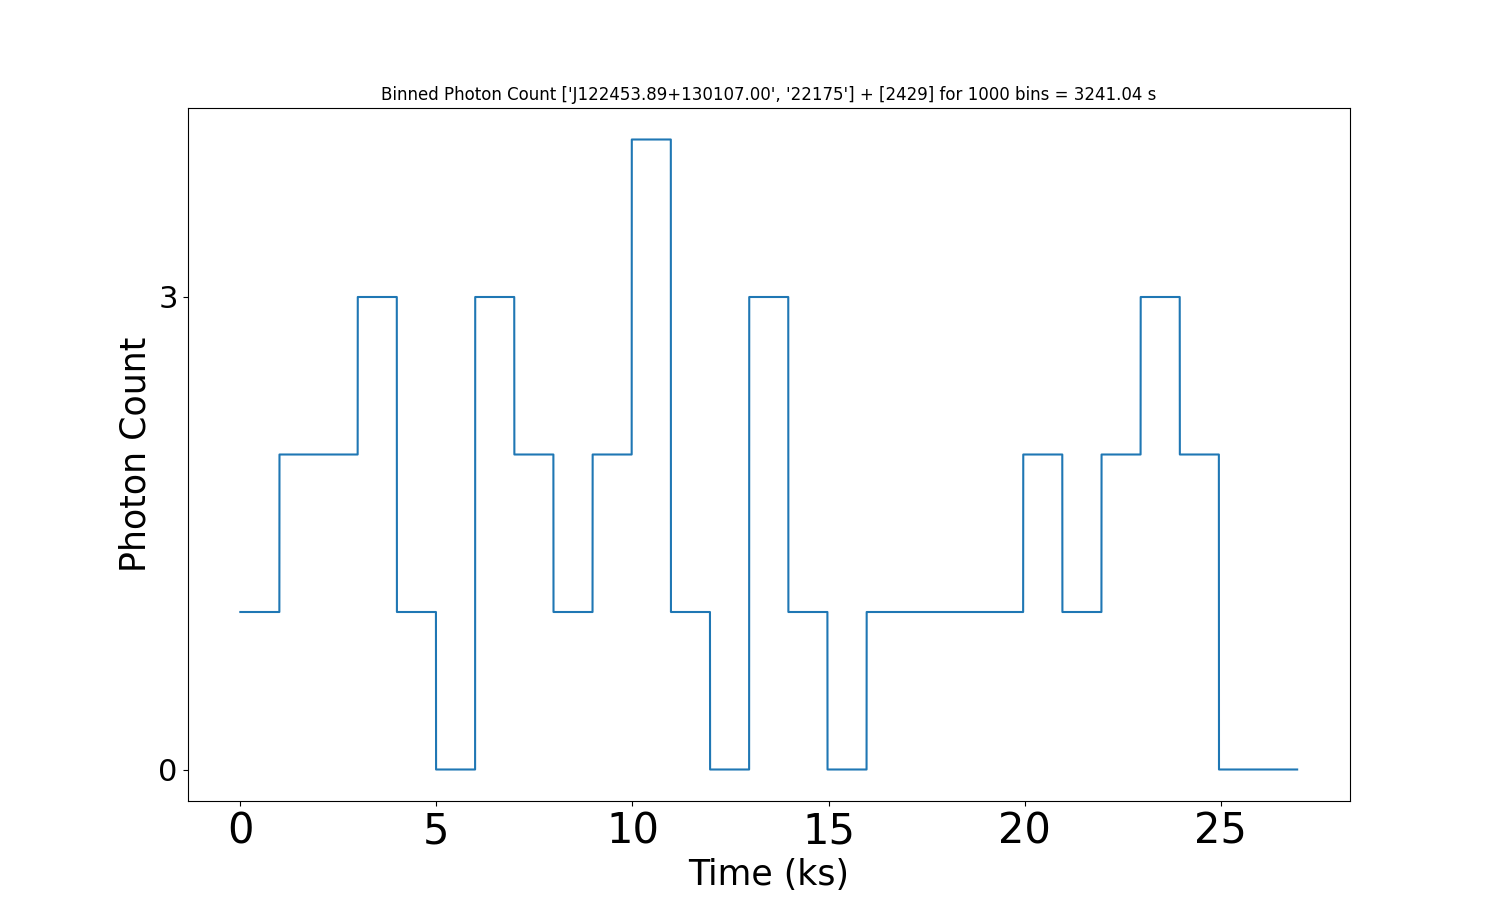 Binned Photon Count ['J122453.89+130107.00', '22175'] + [2429] for 1000 bins = 3241.04 s
Photon Count
3
0
0 5 10 15 20 25
Time (ks)